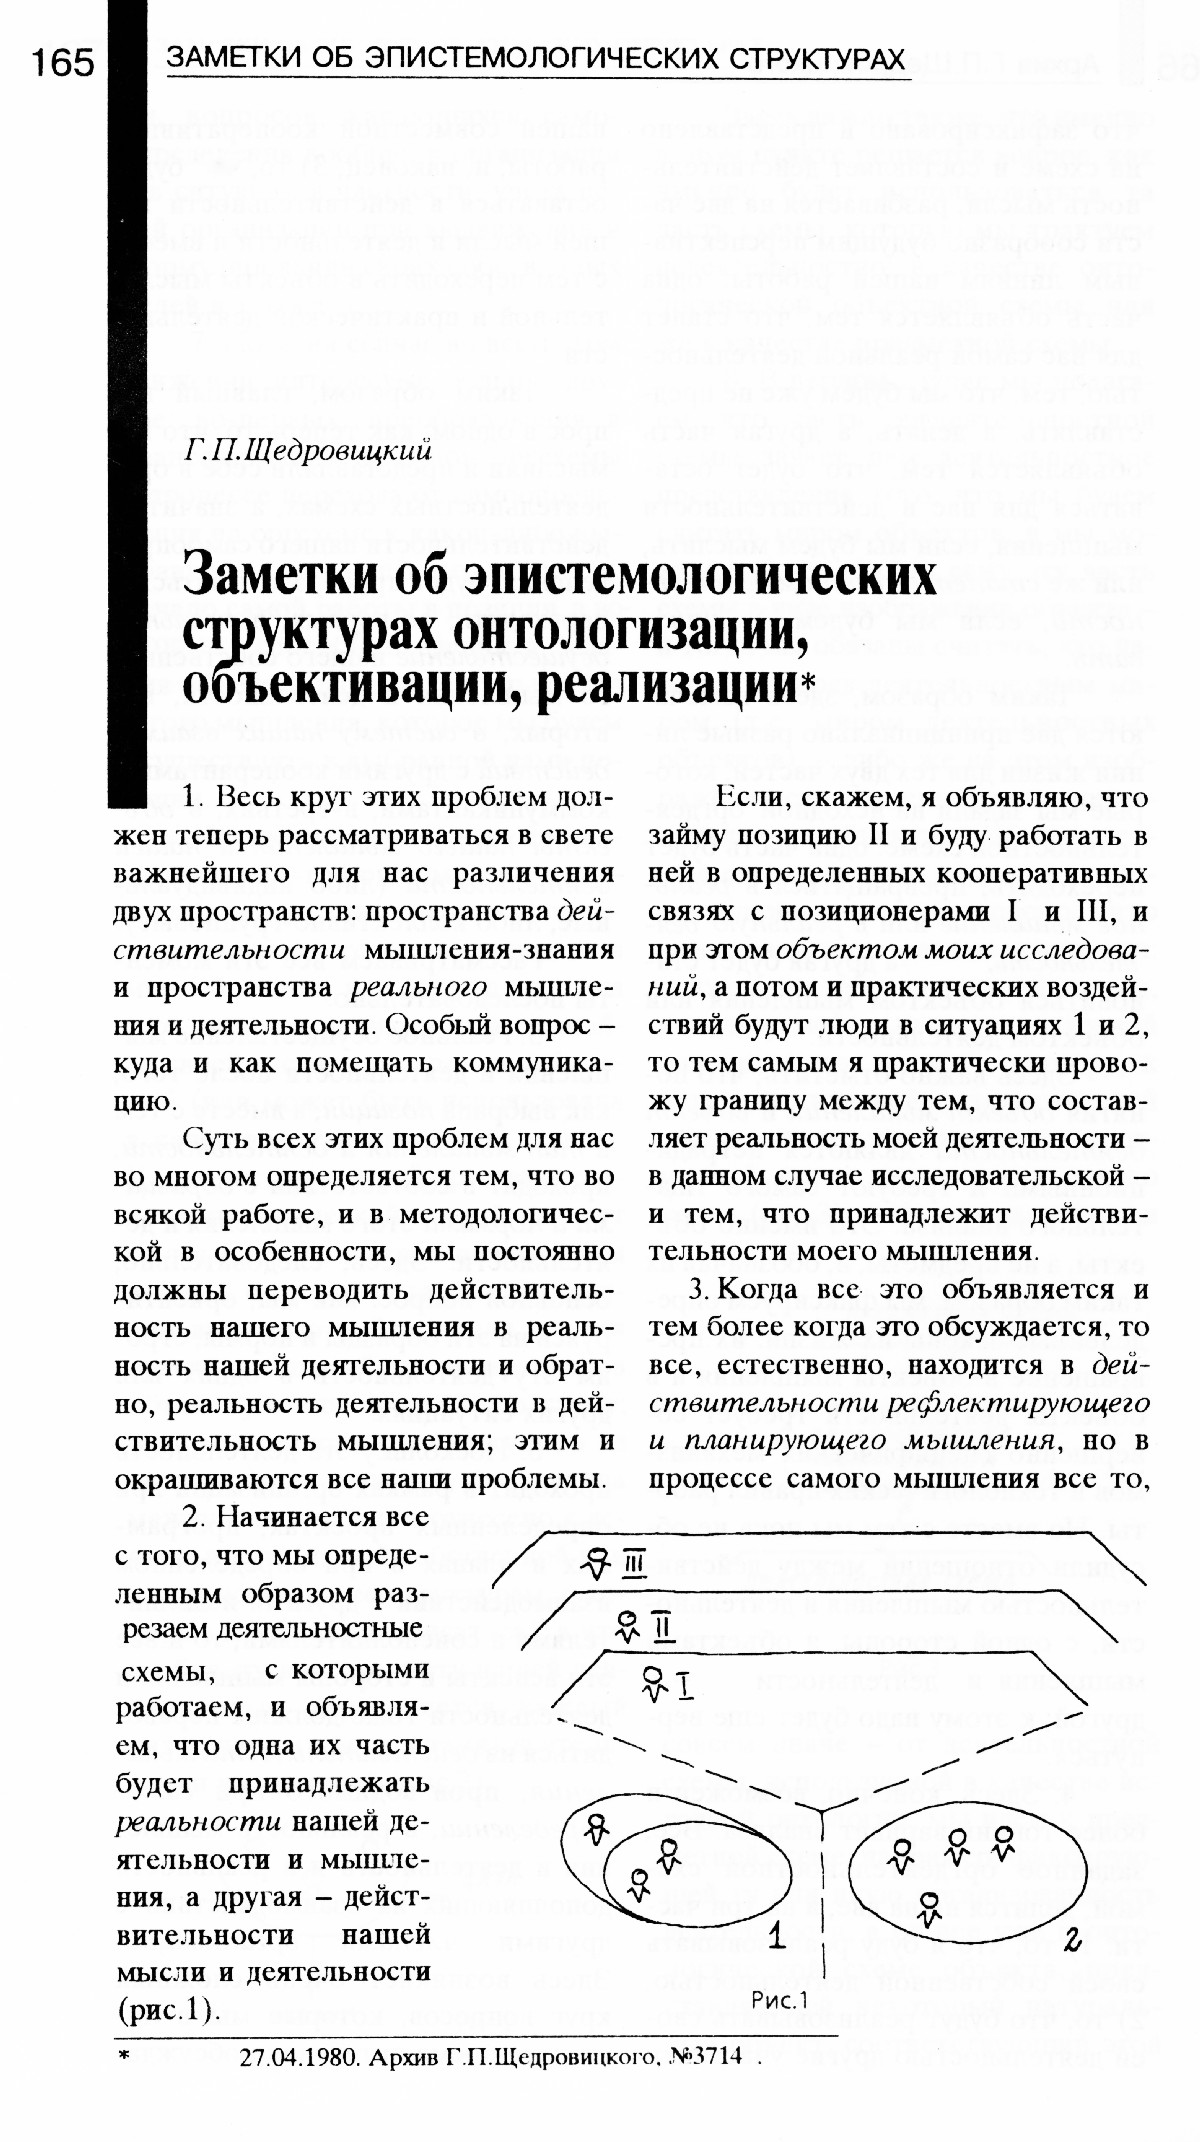 165
ЗАМЕТКИ ОБ ЭПИСТЕМОЛОГИЧЕСКИХ СТРУКТУРАХ
Г.П.Щедровицкий
Заметки об эпистемологических
структурах онтологизации,
объективации, реализации*
1. Весь круг этих проблем дол-
жен теперь рассматриваться в свете
важнейшего для нас различения
двух пространств: пространства дей-
ствительности мышления-знания
и пространства реального мышле-
ния и деятельности. Особый вопрос –
куда и как помещать коммуника-
цию.
Суть всех этих проблем для нас
во многом определяется тем, что во
всякой работе, и в методологичес-
кой в особенности, мы постоянно
должны переводить действитель-
ность нашего мышления в реаль-
ность нашей деятельности и обрат-
но, реальность деятельности в дей-
ствительность мышления; этим и
окрашиваются все наши проблемы.
2. Начинается все
с того, что мы опреде-
ленным образом раз-
резаем деятельностные
схемы, с которыми
работаем, и объявля-
ем, что одна их часть
будет принадлежать
реальности нашей де-
ятельности и мышле-
ния, а другая – дейст-
вительности нашей
мысли и деятельности
(рис.1).
Если, скажем, я объявляю, что
займу позицию II и буду работать в
ней в определенных кооперативных
связях с позиционерами I и III, и
при этом объектом моих исследова-
ний, а потом и практических воздей-
ствий будут люди в ситуациях 1 и 2,
то тем самым я практически прово-
жу границу между тем, что состав-
ляет реальность моей деятельности –
в данном случае исследовательской –
и тем, что принадлежит действи-
тельности моего мышления.
3. Когда все это объявляется и
тем более когда это обсуждается, то
все, естественно, находится в дей-
ствительности рефлектирующего
и планирующего мышления, но в
процессе самого мышления все то,
III
II
I
1
2
Рис.1
* 27.04.1980. Архив Г.П.Щедровицкого, №3714 .